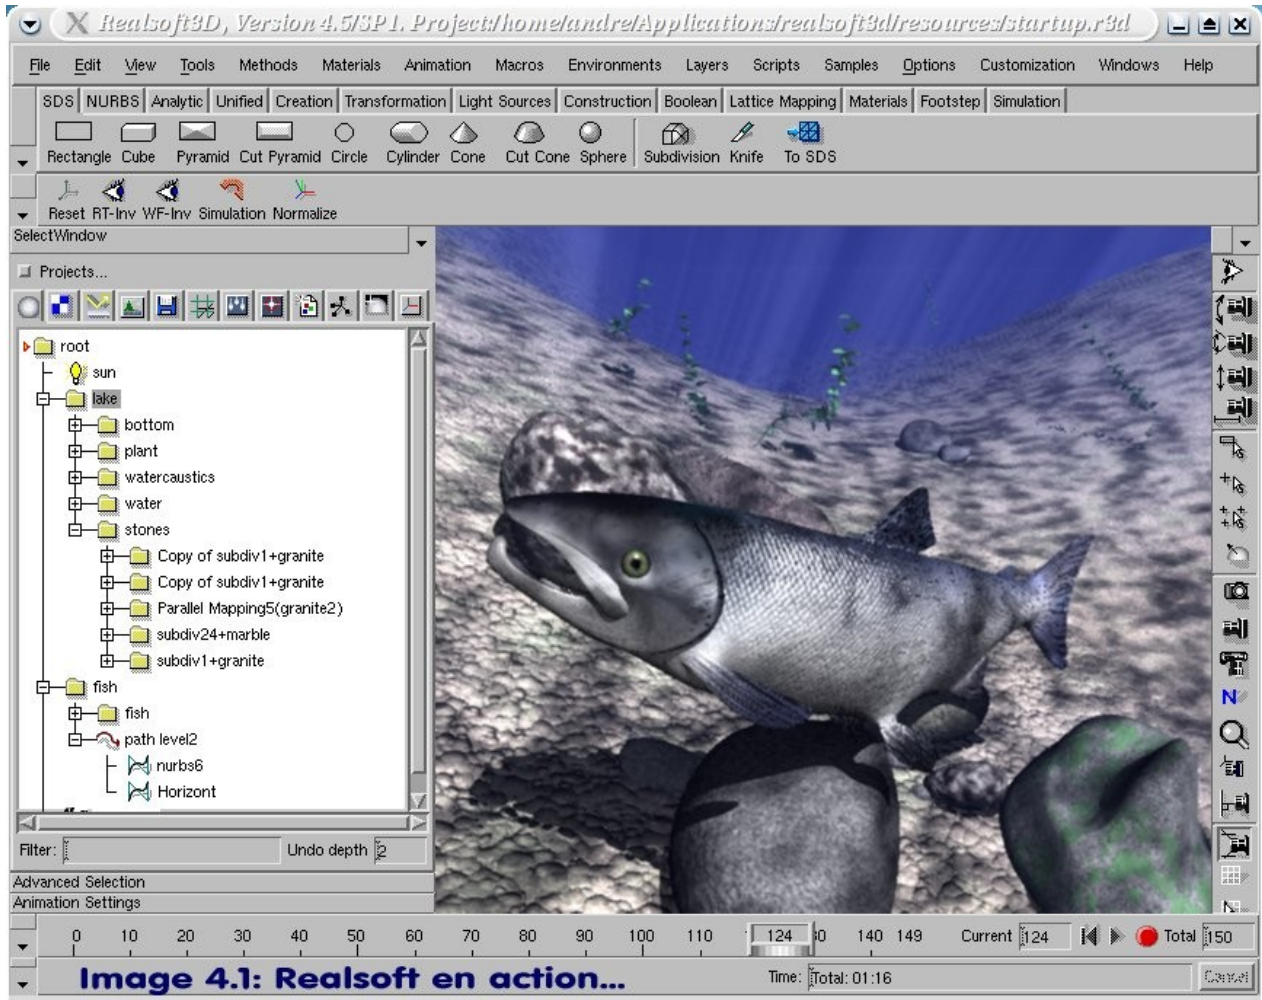 Realsoft3D, Version 4.5/SP1. Project:/home/andre/Applications/realsoft3d/resources/startup.r3d
File Edit View Tools Methods Materials Animation Macros Environments Layers Scripts Samples Options Customization Windows Help
SDS NURBS Analytic Unified Creation Transformation Light Sources Construction Boolean Lattice Mapping Materials Footstep Simulation
Rectangle Cube Pyramid Cut Pyramid Circle Cylinder Cone Cut Cone Sphere Subdivision Knife To SDS
Reset RT-Inv WF-Inv Simulation Normalize
SelectWindow
Projects...
root
sun
lake
bottom
plant
watercaustics
water
stones
Copy of subdiv1+granite
Copy of subdiv1+granite
Parallel Mapping5(granite2)
subdiv24+marble
subdiv1+granite
fish
fish
path level2
nurbs6
Horizont
N
Filter: Undo depth 2
Advanced Selection
Animation Settings
0 10 20 30 40 50 60 70 80 90 100 110 124 140 149 Current 124 Total 150
Image 4.1: Realsoft en action... Time: Total: 01:16 Cancel